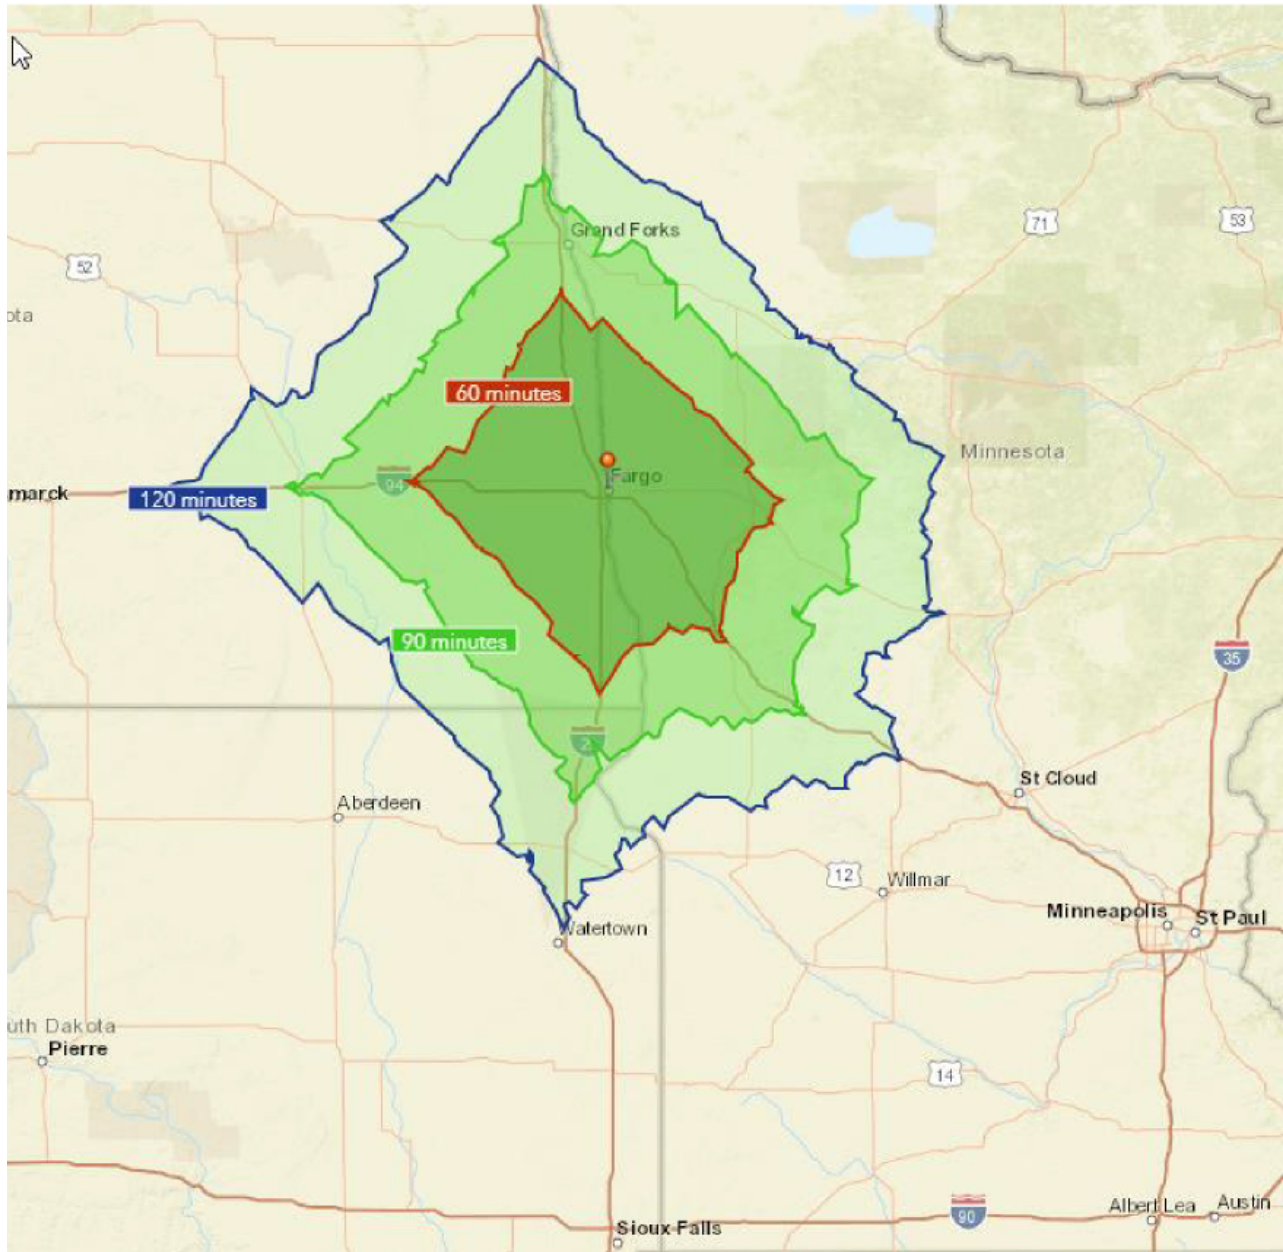 Grand Forks
71
53
52
ota
60 minutes
Minnesota
Fargo
94
marck
120 minutes
90 minutes
35
2
St Cloud
Aberdeen
12
Willmar
Minneapolis
St Paul
Watertown
uth Dakota
Pierre
14
Albert Lea
Austin
90
Sioux Falls